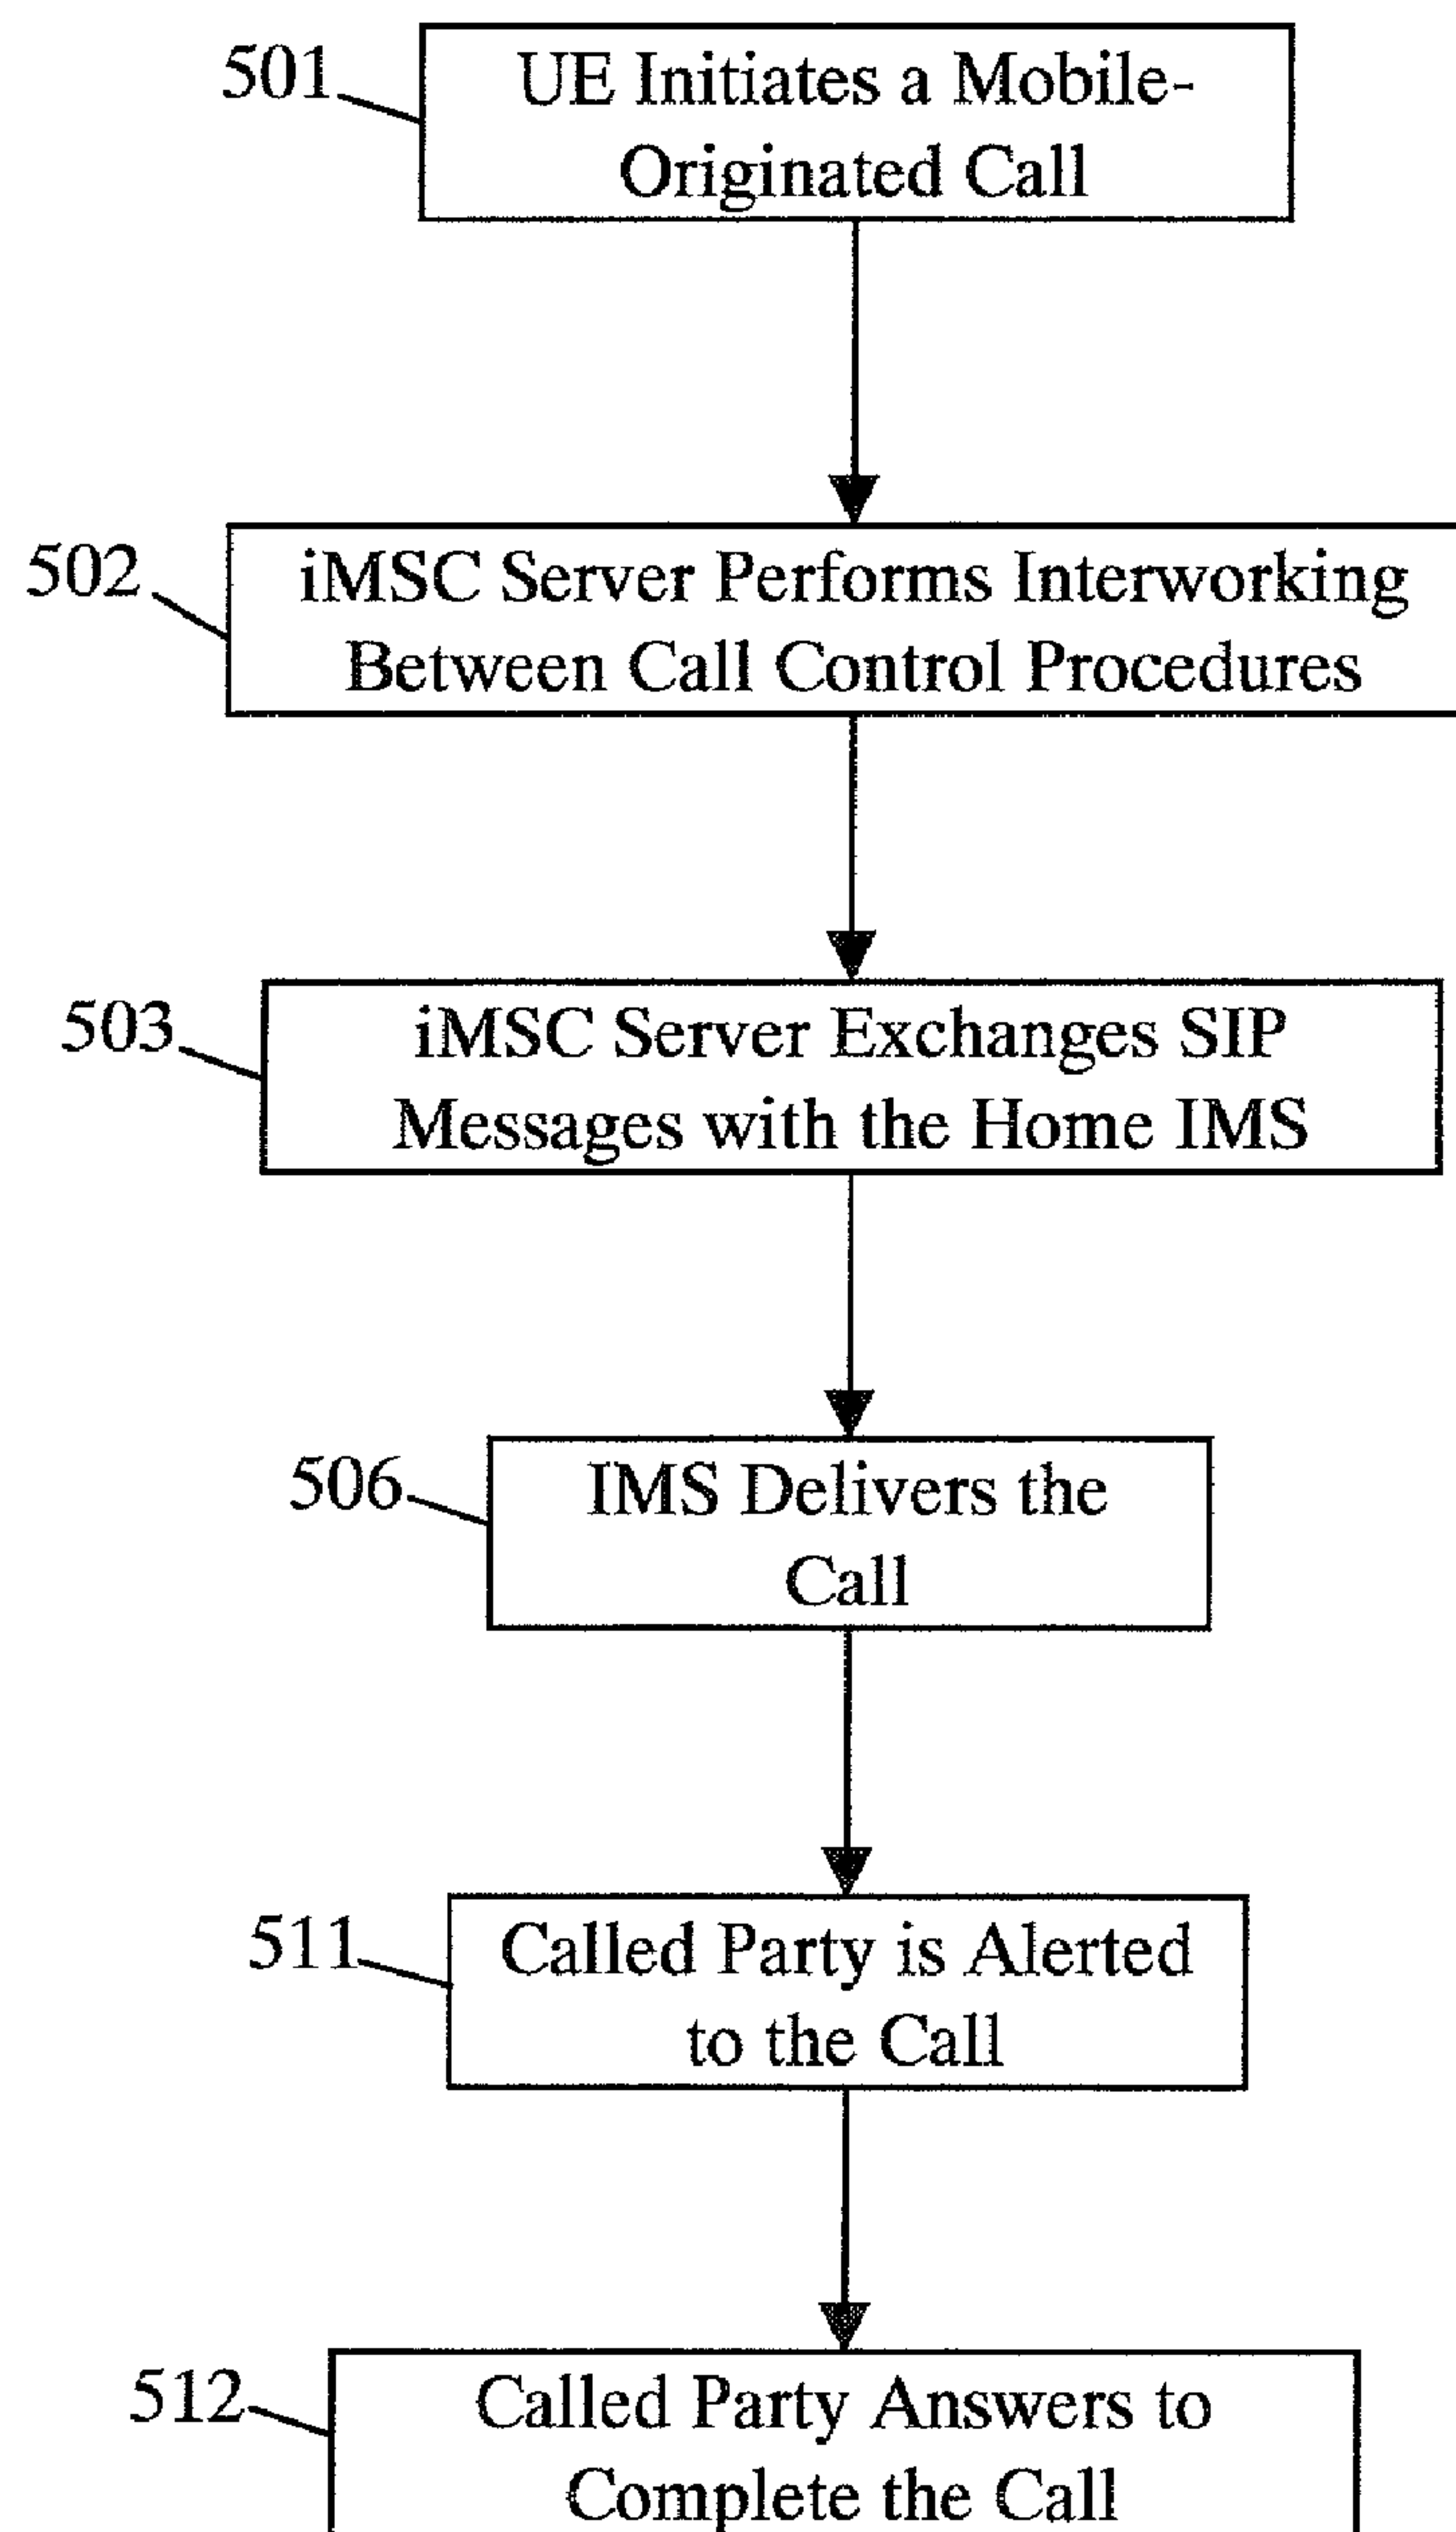 501
UE Initiates a Mobile-
Originated Call
502
iMSC Server Performs Interworking
Between Call Control Procedures
503
iMSC Server Exchanges SIP
Messages with the Home IMS
506
IMS Delivers the
Call
511
Called Party is Alerted
to the Call
512
Called Party Answers to
Complete the Call